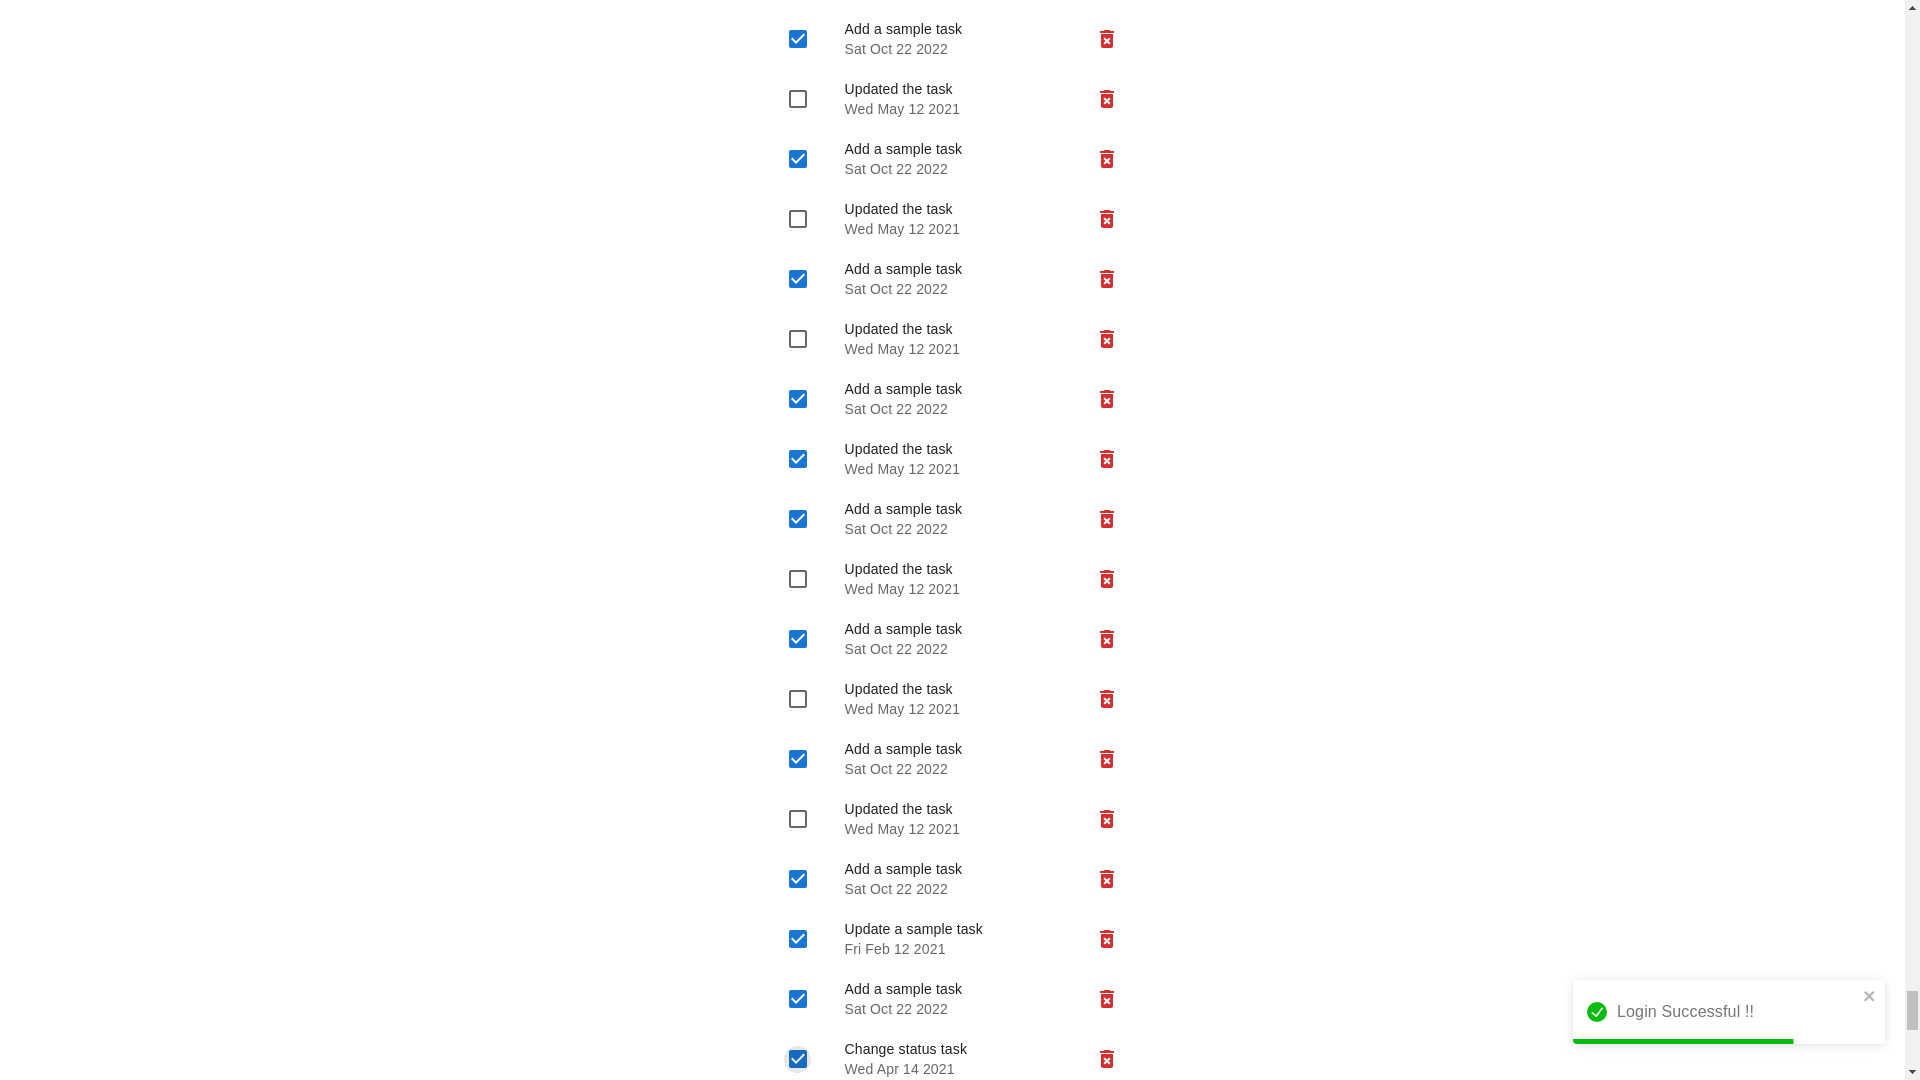 Add a sample task
Sat Oct 22 2022
Updated the task
Wed May 12 2021
Add a sample task
Sat Oct 22 2022
Updated the task
Wed May 12 2021
Add a sample task
Sat Oct 22 2022
Updated the task
Wed May 12 2021
Add a sample task
Sat Oct 22 2022
Updated the task
Wed May 12 2021
Add a sample task
Sat Oct 22 2022
Updated the task
Wed May 12 2021
Add a sample task
Sat Oct 22 2022
Updated the task
Wed May 12 2021
Add a sample task
Sat Oct 22 2022
Updated the task
Wed May 12 2021
Add a sample task
Sat Oct 22 2022
Update a sample task
Fri Feb 12 2021
Add a sample task
Sat Oct 22 2022
Login Successful !!
Change status task
Wed Apr 14 2021